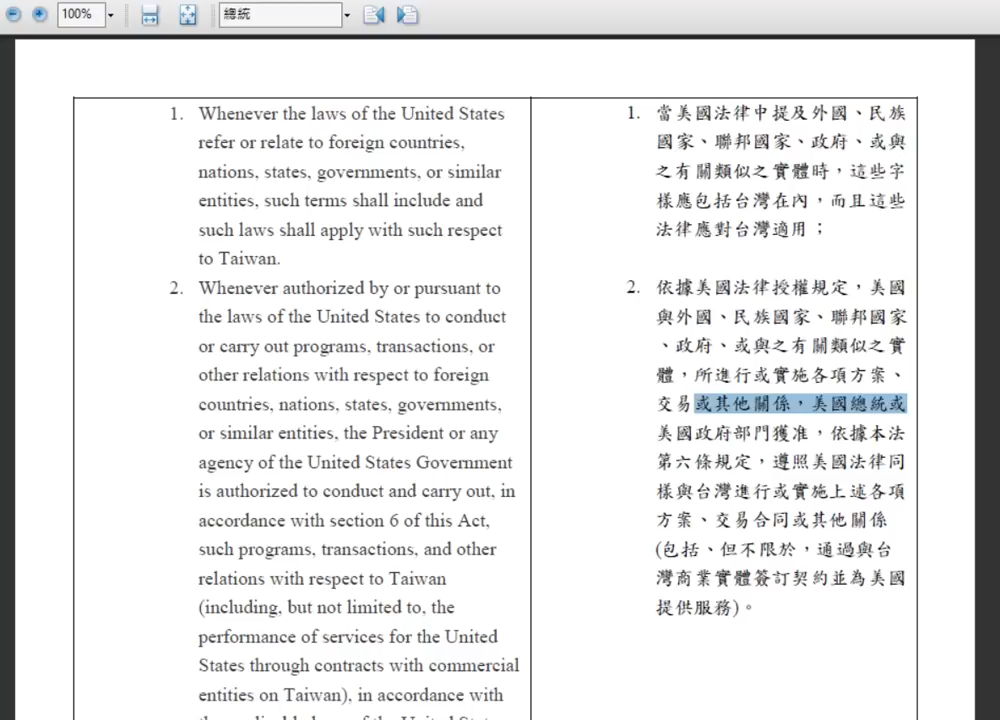 100%
總統
1. Whenever the laws of the United States
refer or relate to foreign countries,
nations, states, governments, or similar
entities, such terms shall include and
such laws shall apply with such respect
to Taiwan.
2. Whenever authorized by or pursuant to
the laws of the United States to conduct
or carry out programs, transactions, or
other relations with respect to foreign
countries, nations, states, governments,
or similar entities, the President or any
agency of the United States Government
is authorized to conduct and carry out, in
accordance with section 6 of this Act,
such programs, transactions, and other
relations with respect to Taiwan
(including, but not limited to, the
performance of services for the United
States through contracts with commercial
entities on Taiwan), in accordance with
1. 當美國法律中提及外國、民族
國家、聯邦國家、政府、或與
之有關類似之實體時，這些字
樣應包括台灣在內，而且這些
法律應對台灣適用；
2. 依據美國法律授權規定，美國
與外國、民族國家、聯邦國家
、政府、或與之有關類似之實
體，所進行或實施各項方案、
交易或其他關係，美國總統或
美國政府部門獲准，依據本法
第六條規定，遵照美國法律同
樣與台灣進行或實施上述各項
方案、交易合同或其他關係
(包括、但不限於，通過與台
灣商業實體簽訂契約並為美國
提供服務)。